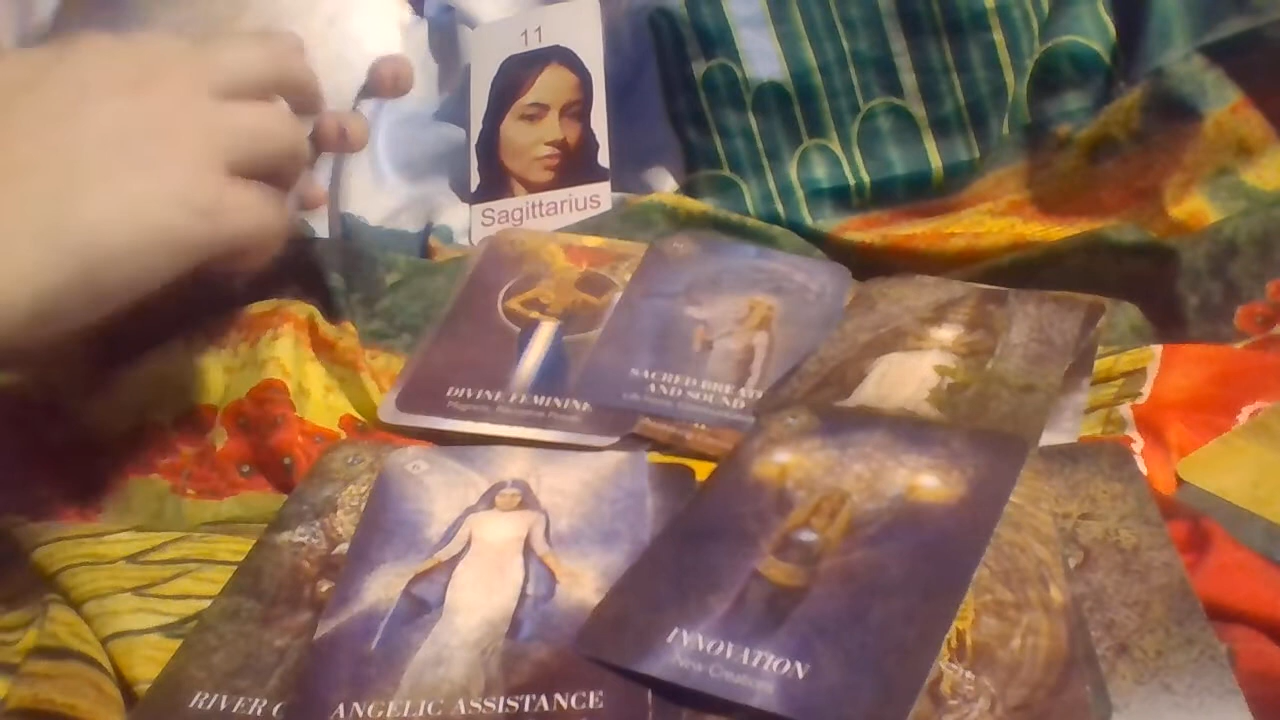 11
Sagittarius
DIVINE FEMININE
SACRED BREATH
AND SOUND
INNOVATION
New Creation
RIVER
ANGELIC ASSISTANCE